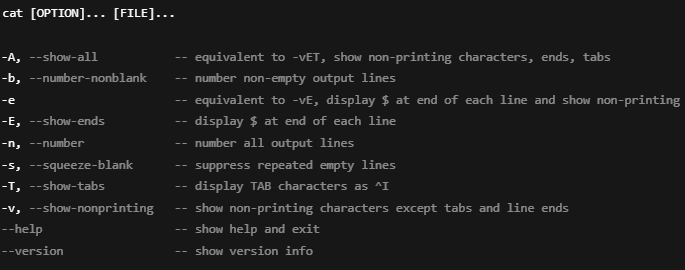 cat [OPTION]... [FILE]...
-A, --show-all -- equivalent to -vET, show non-printing characters, ends, tabs
-b, --number-nonblank -- number non-empty output lines
-e -- equivalent to -vE, display $ at end of each line and show non-printing
-E, --show-ends -- display $ at end of each line
-n, --number -- number all output lines
-s, --squeeze-blank -- suppress repeated empty lines
-T, --show-tabs -- display TAB characters as ^I
-v, --show-nonprinting -- show non-printing characters except tabs and line ends
--help -- show help and exit
--version -- show version info